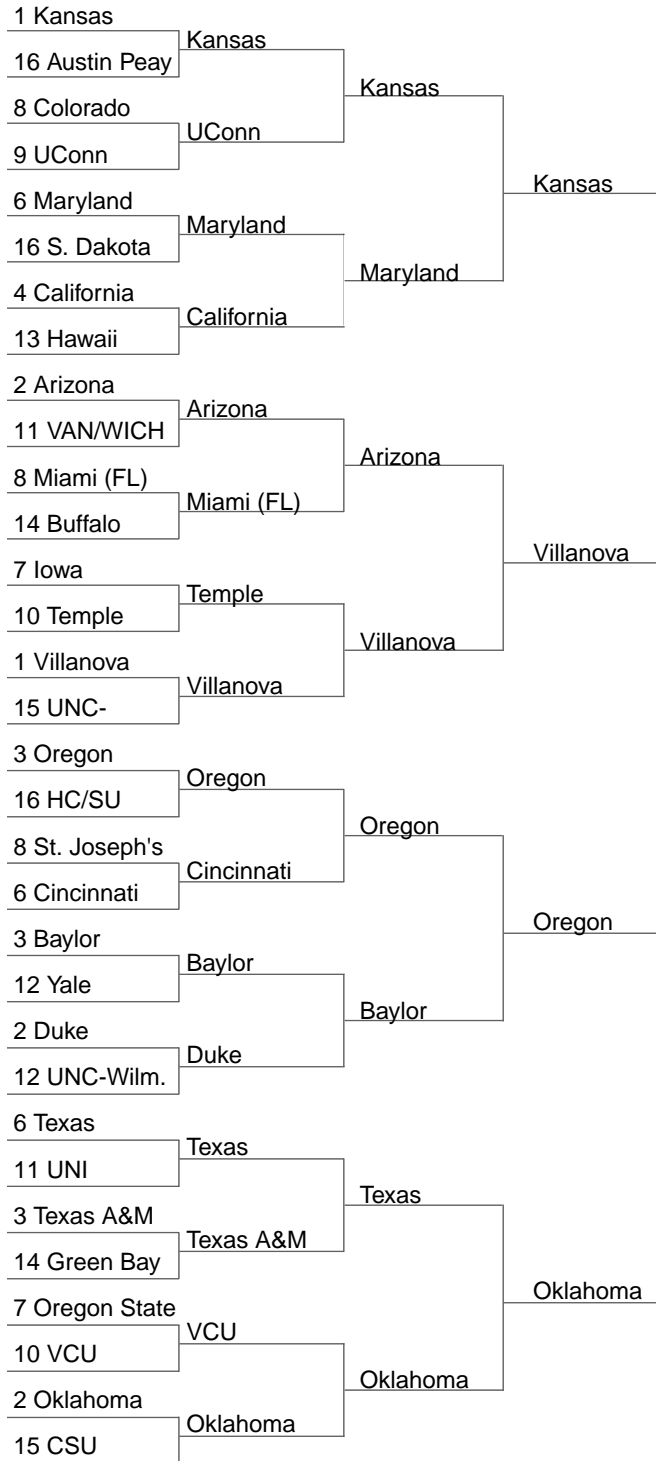 1 Kansas
16 Austin Peay
8 Colorado
9 UConn
6 Maryland
16 S. Dakota
4 California
13 Hawaii
2 Arizona
11 VAN/WICH
8 Miami (FL)
14 Buffalo
7 Iowa
10 Temple
1 Villanova
15 UNC-
3 Oregon
16 HC/SU
8 St. Joseph's
6 Cincinnati
3 Baylor
12 Yale
2 Duke
12 UNC-Wilm.
6 Texas
11 UNI
3 Texas A&M
14 Green Bay
7 Oregon State
10 VCU
2 Oklahoma
15 CSU
Kansas
UConn
Maryland
California
Arizona
Miami (FL)
Temple
Villanova
Oregon
Cincinnati
Baylor
Duke
Texas
Texas A&M
VCU
Oklahoma
Kansas
Maryland
Arizona
Villanova
Oregon
Baylor
Texas
Oklahoma
Kansas
Villanova
Oregon
Oklahoma